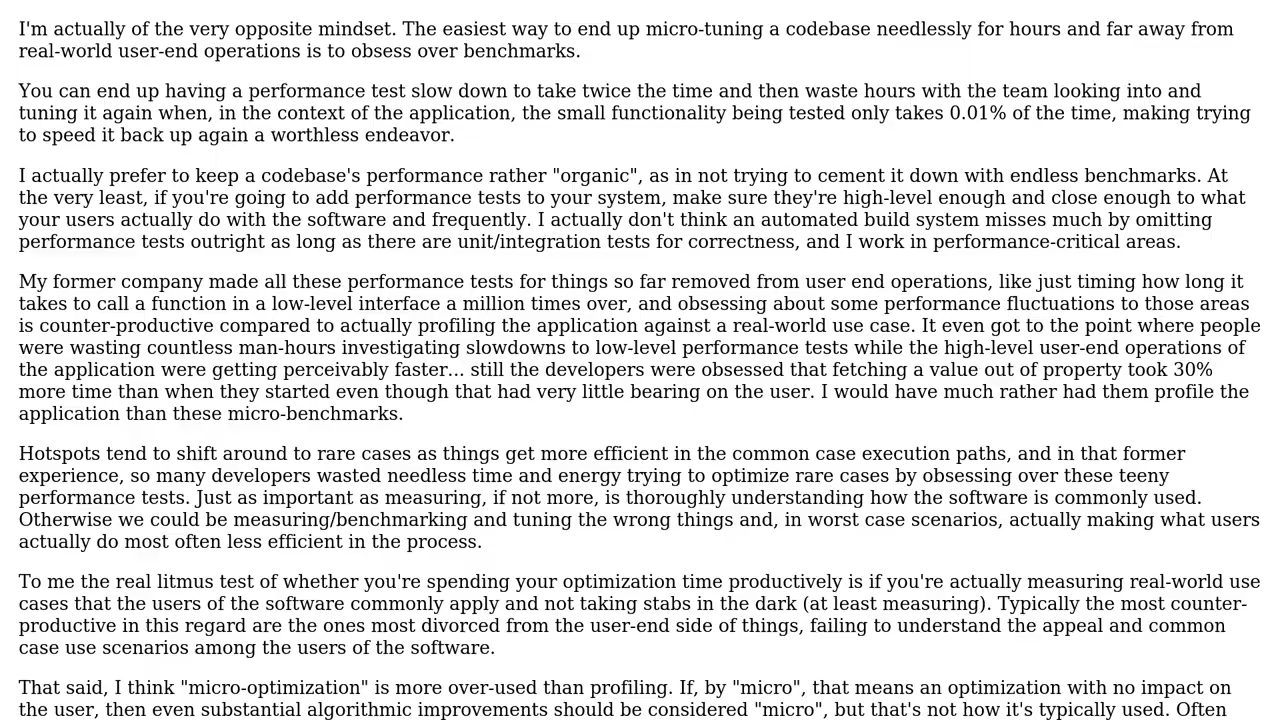 I'm actually of the very opposite mindset. The easiest way to end up micro-tuning a codebase needlessly for hours and far away from
real-world user-end operations is to obsess over benchmarks.
You can end up having a performance test slow down to take twice the time and then waste hours with the team looking into and
tuning it again when, in the context of the application, the small functionality being tested only takes 0.01% of the time, making trying
to speed it back up again a worthless endeavor.
I actually prefer to keep a codebase's performance rather "organic", as in not trying to cement it down with endless benchmarks. At
the very least, if you're going to add performance tests to your system, make sure they're high-level enough and close enough to what
your users actually do with the software and frequently. I actually don't think an automated build system misses much by omitting
performance tests outright as long as there are unit/integration tests for correctness, and I work in performance-critical areas.
My former company made all these performance tests for things so far removed from user end operations, like just timing how long it
takes to call a function in a low-level interface a million times over, and obsessing about some performance fluctuations to those areas
is counter-productive compared to actually profiling the application against a real-world use case. It even got to the point where people
were wasting countless man-hours investigating slowdowns to low-level performance tests while the high-level user-end operations of
the application were getting perceivably faster... still the developers were obsessed that fetching a value out of property took 30%
more time than when they started even though that had very little bearing on the user. I would have much rather had them profile the
application than these micro-benchmarks.
Hotspots tend to shift around to rare cases as things get more efficient in the common case execution paths, and in that former
experience, so many developers wasted needless time and energy trying to optimize rare cases by obsessing over these teeny
performance tests. Just as important as measuring, if not more, is thoroughly understanding how the software is commonly used.
Otherwise we could be measuring/benchmarking and tuning the wrong things and, in worst case scenarios, actually making what users
actually do most often less efficient in the process.
To me the real litmus test of whether you're spending your optimization time productively is if you're actually measuring real-world use
cases that the users of the software commonly apply and not taking stabs in the dark (at least measuring). Typically the most counter-
productive in this regard are the ones most divorced from the user-end side of things, failing to understand the appeal and common
case use scenarios among the users of the software.
That said, I think "micro-optimization" is more over-used than profiling. If, by "micro", that means an optimization with no impact on
the user, then even substantial algorithmic improvements should be considered "micro", but that's not how it's typically used. Often